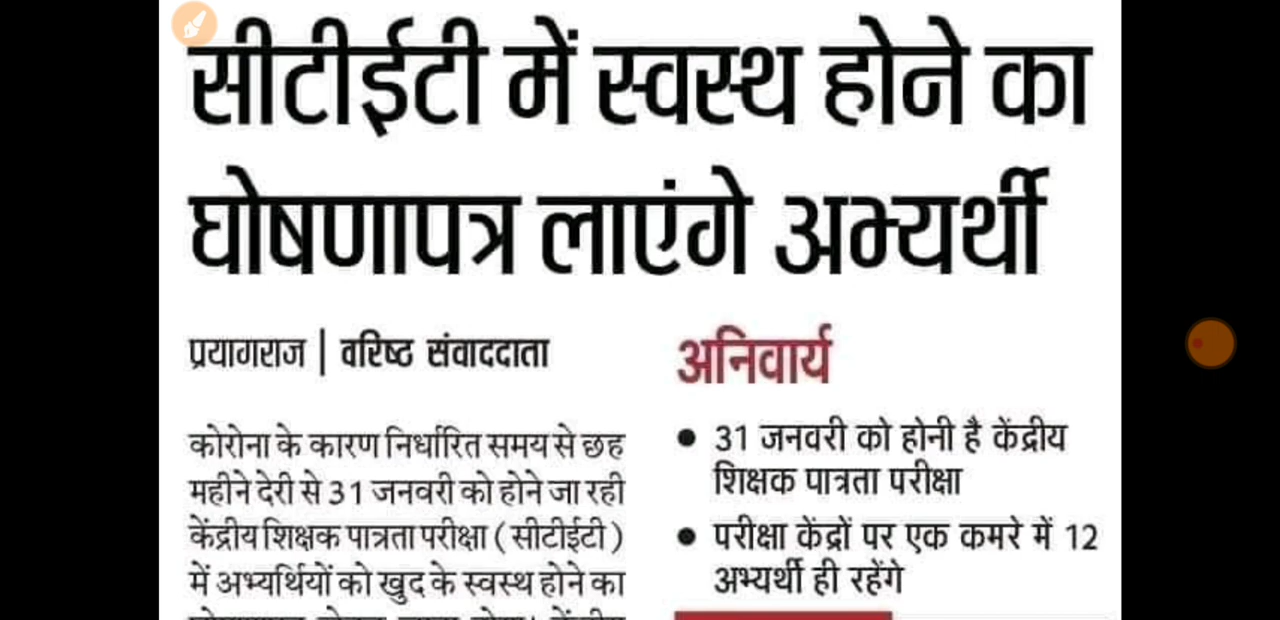 सीटीईटी में स्वस्थ होने का
घोषणापत्र लाएंगे अभ्यर्थी
प्रयागराज | वरिष्ठ संवाददाता
कोरोना के कारण निर्धारित समय से छह
महीने देरी से 31 जनवरी को होने जा रही
केंद्रीय शिक्षक पात्रता परीक्षा ( सीटीईटी )
में अभ्यर्थियों को खुद के स्वस्थ होने का
अनिवार्य
• 31 जनवरी को होनी है केंद्रीय
शिक्षक पात्रता परीक्षा
• परीक्षा केंद्रों पर एक कमरे में 12
अभ्यर्थी ही रहेंगे